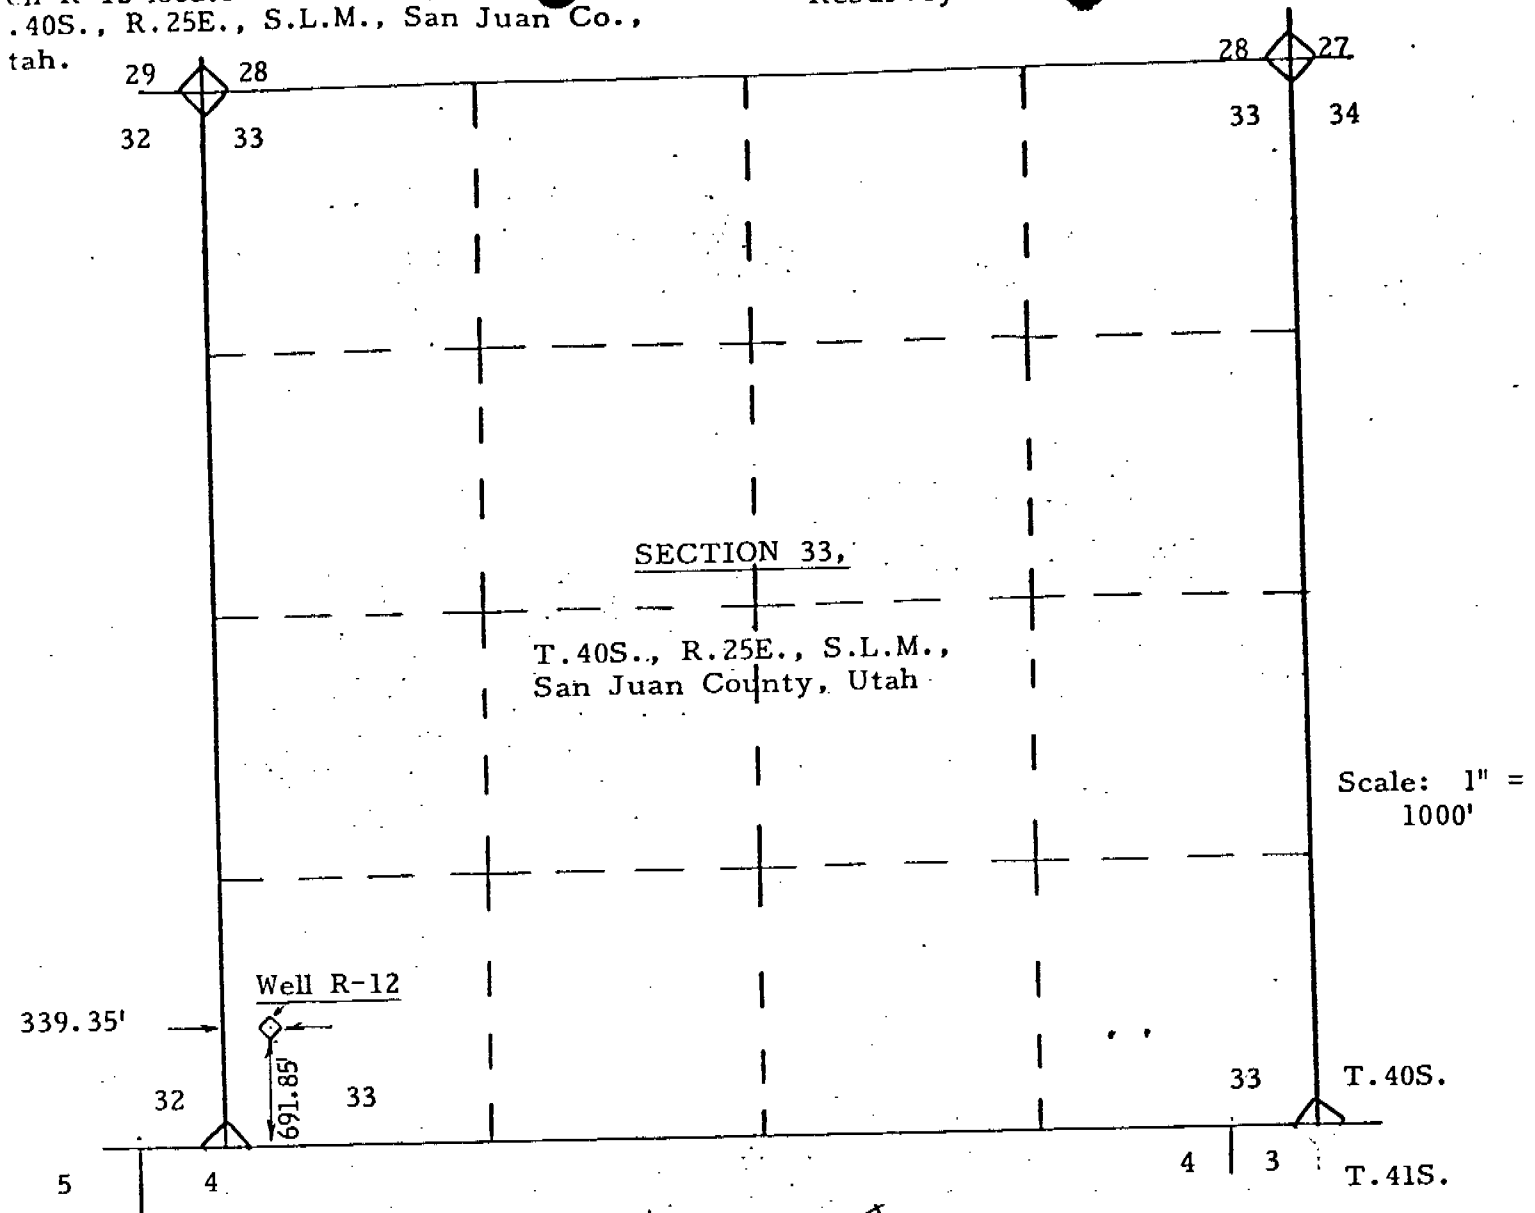 .40S., R.25E., S.L.M., San Juan Co.,
tah.
29 28
28 27
32 33
33 34
SECTION 33,
T.40S., R.25E., S.L.M.,
San Juan County, Utah
Scale: 1" =
1000'
Well R-12
339.35'
691.85'
32 33
33 T.40S.
5 4
4 3 T.41S.